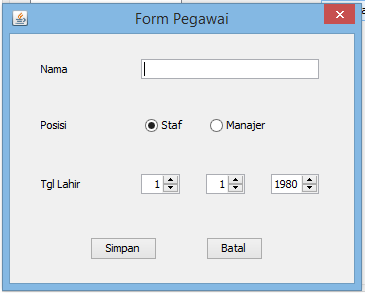 Form Pegawai
Nama
Posisi Staf Manajer
Tgl Lahir 1 1 1980
Simpan Batal